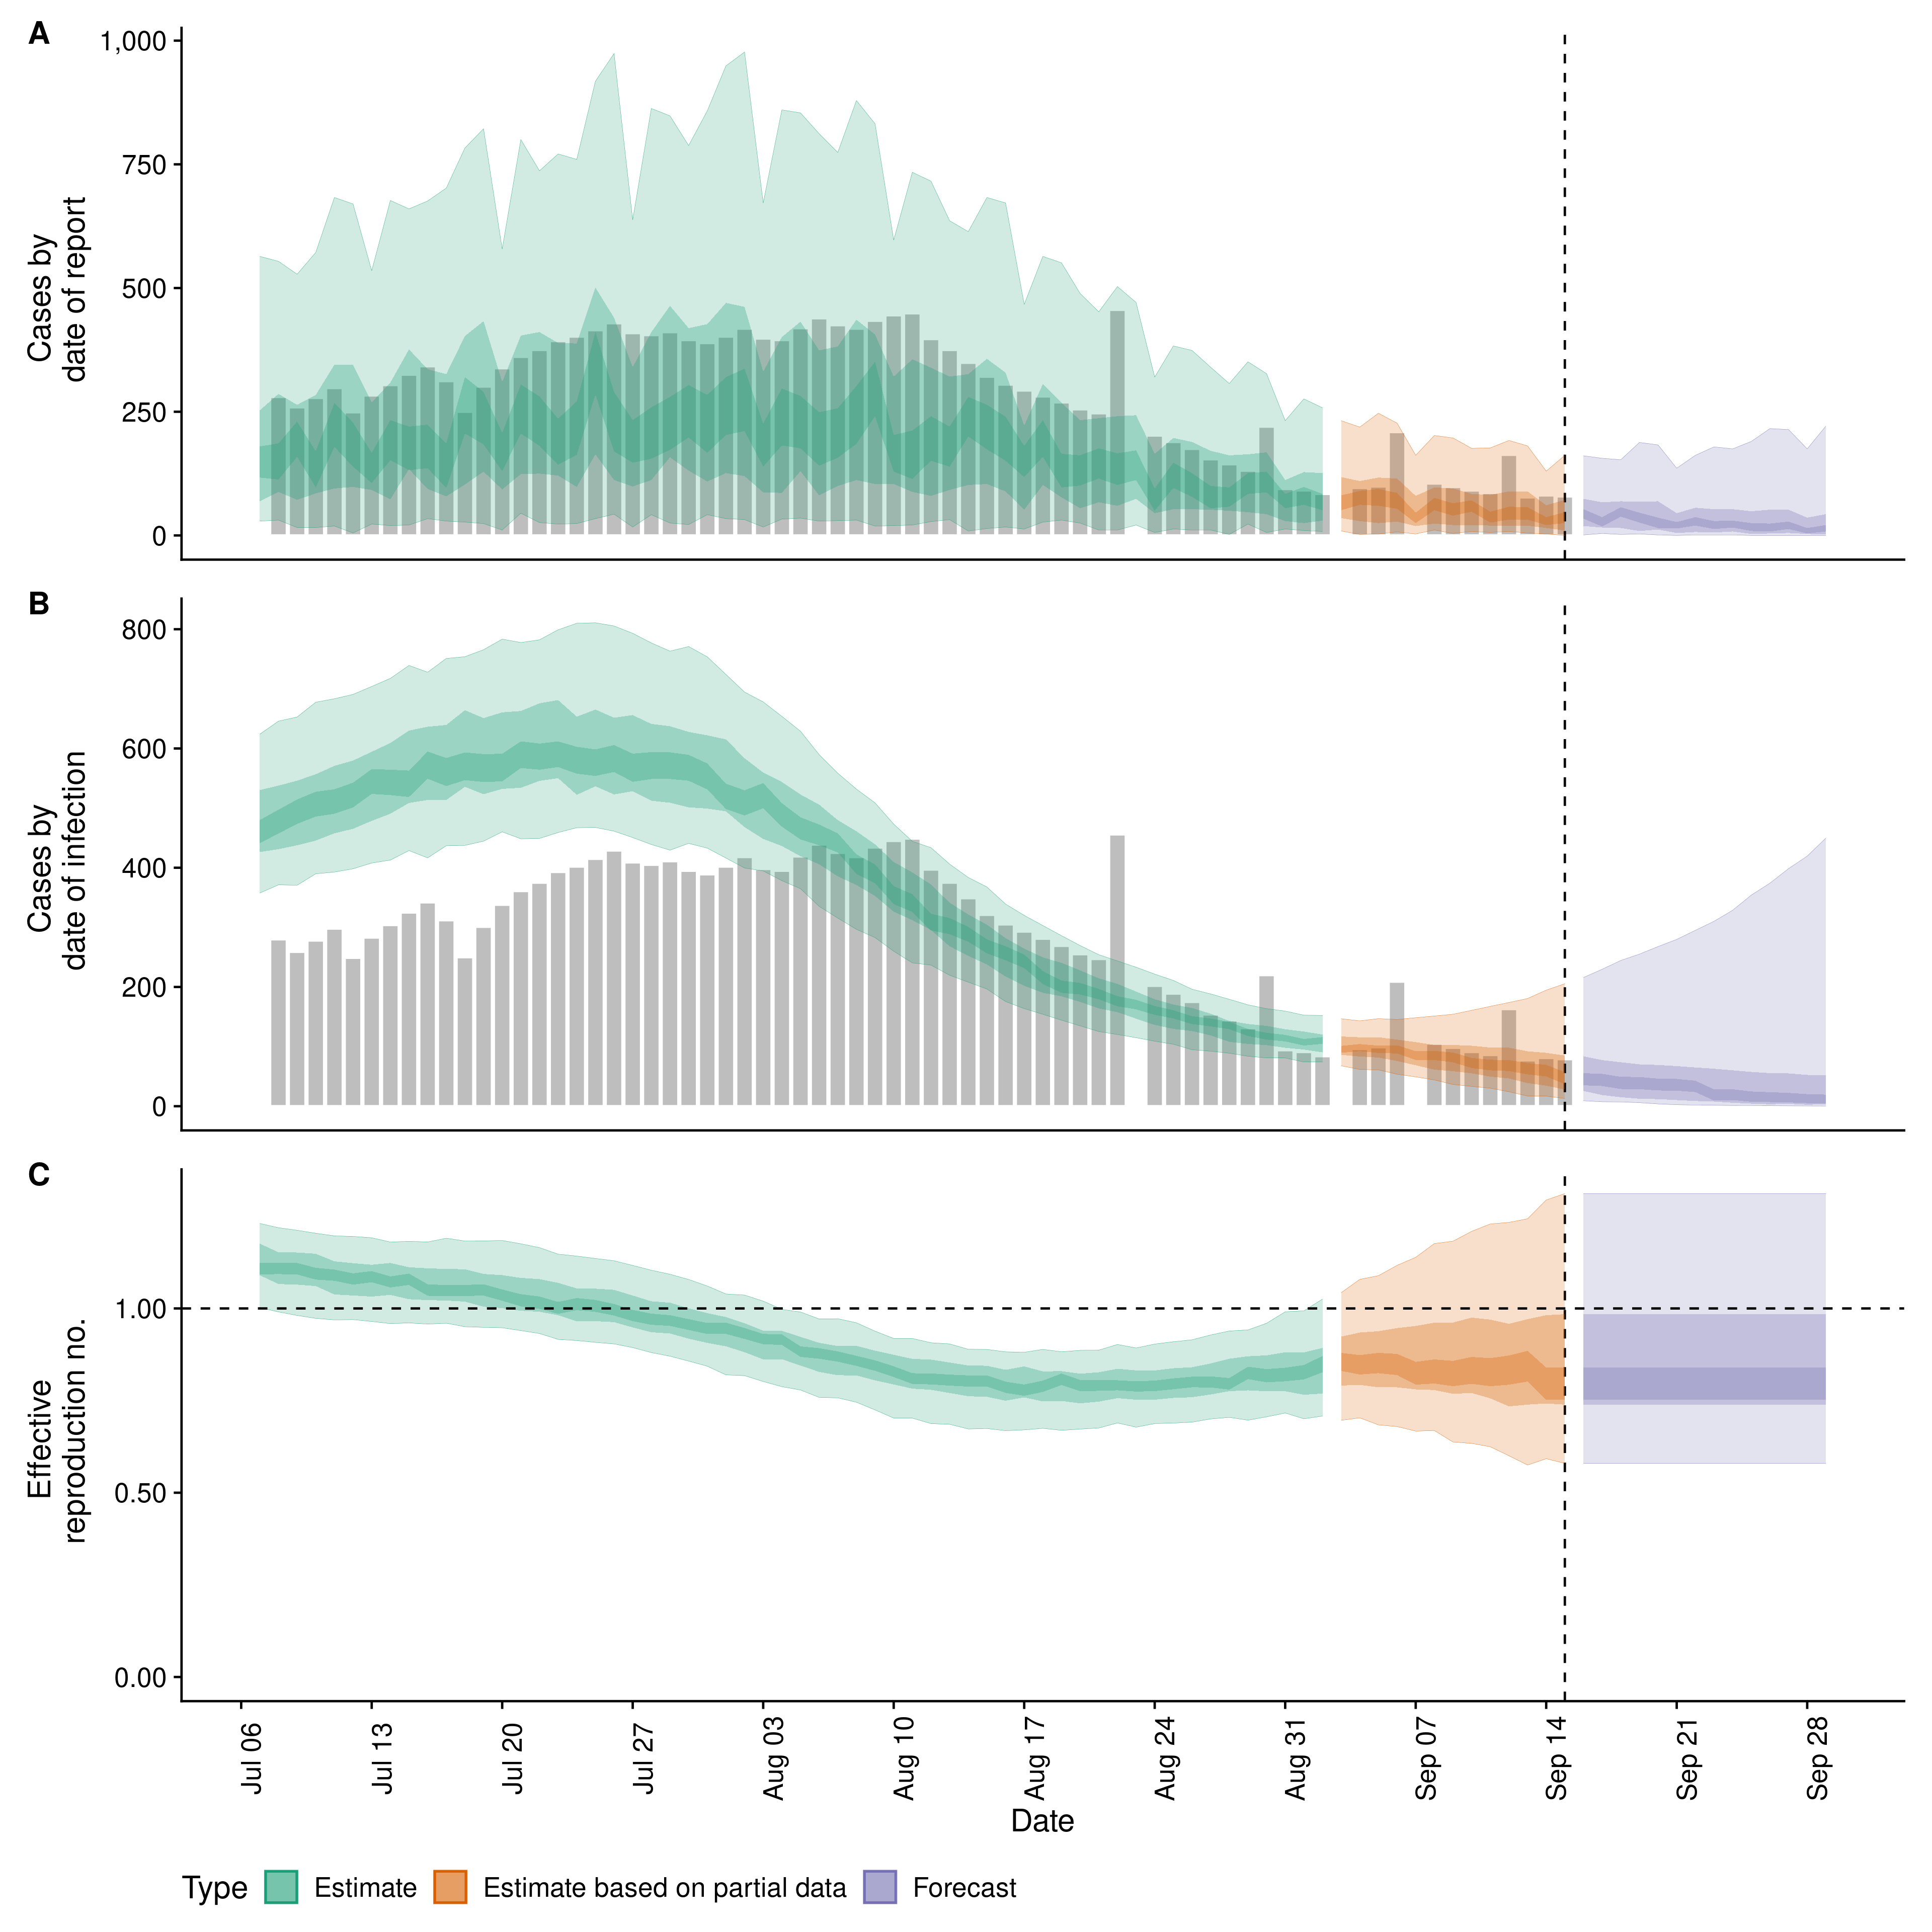 A
Cases by
date of report
1,000
750
500
250
0
B
Cases by
date of infection
800
600
400
200
0
C
Effective
reproduction no.
1.00
0.50
0.00
Jul 06
Jul 13
Jul 20
Jul 27
Aug 03
Aug 10
Aug 17
Aug 24
Aug 31
Sep 07
Sep 14
Sep 21
Sep 28
Date
Type
Estimate
Estimate based on partial data
Forecast